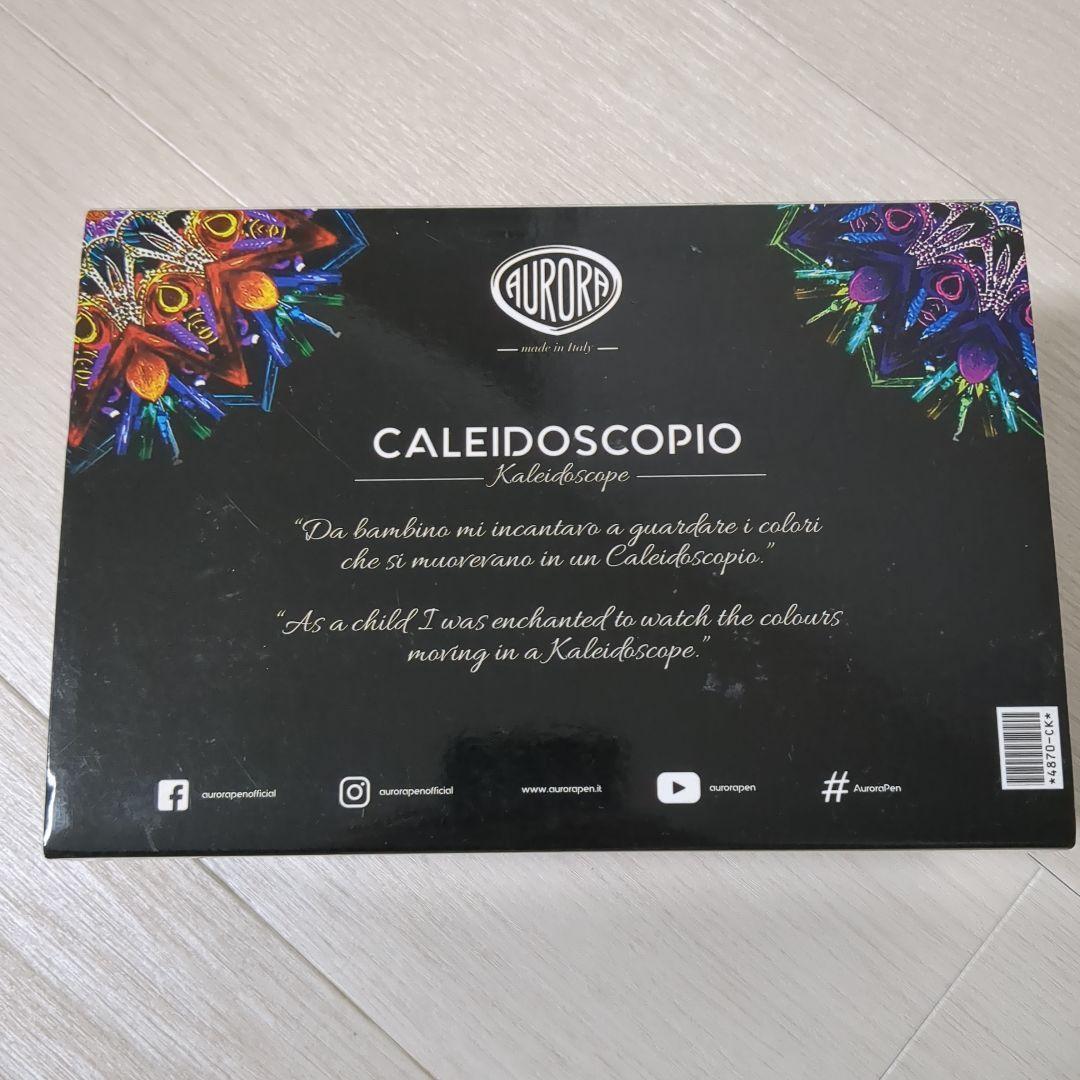 AURORA
made in Italy
CALEIDOSCOPIO
Kaleidoscope
“Da bambino mi incantavo a guardare i colori
che si muovevano in un Caleidoscopio.”
“As a child I was enchanted to watch the colours
moving in a Kaleidoscope.”
aurorapenofficial
aurorapenofficial
www.aurorapen.it
aurorapen
# AuroraPen
*4870-CK*